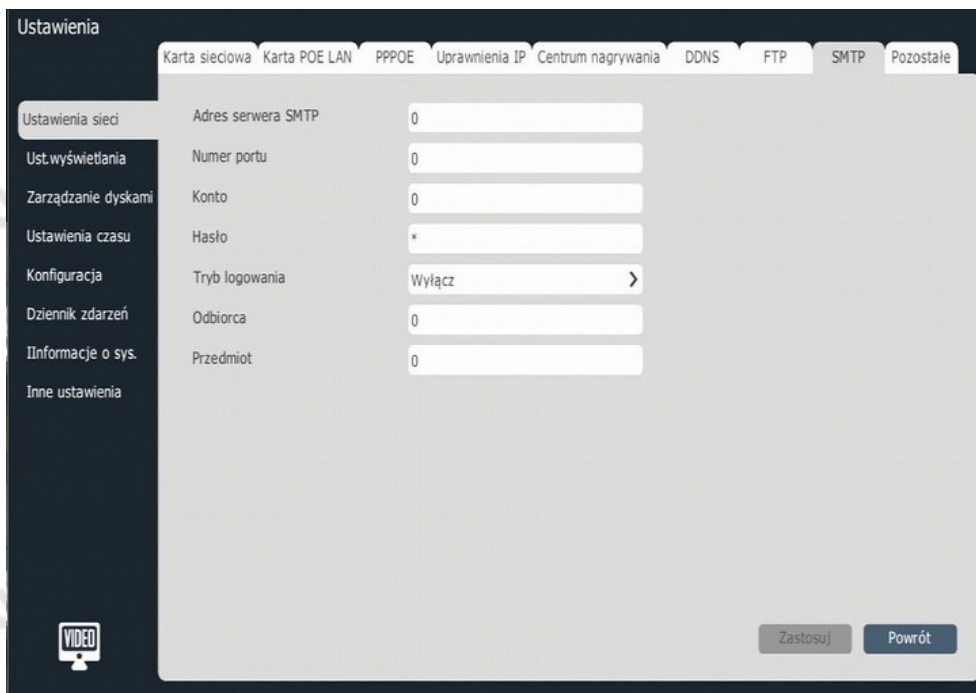 Ustawienia
Karta sieciowa Karta POE LAN PPPOE Uprawnienia IP Centrum nagrywania DDNS FTP SMTP Pozostałe
Ustawienia sieci
Ust.wyświetlania
Zarządzanie dyskami
Ustawienia czasu
Konfiguracja
Dziennik zdarzeń
IInformacje o sys.
Inne ustawienia
Adres serwera SMTP 0
Numer portu 0
Konto 0
Hasło *
Tryb logowania Wyłącz
Odbiorca 0
Przedmiot 0
VIDEO
Zastosuj Powrót